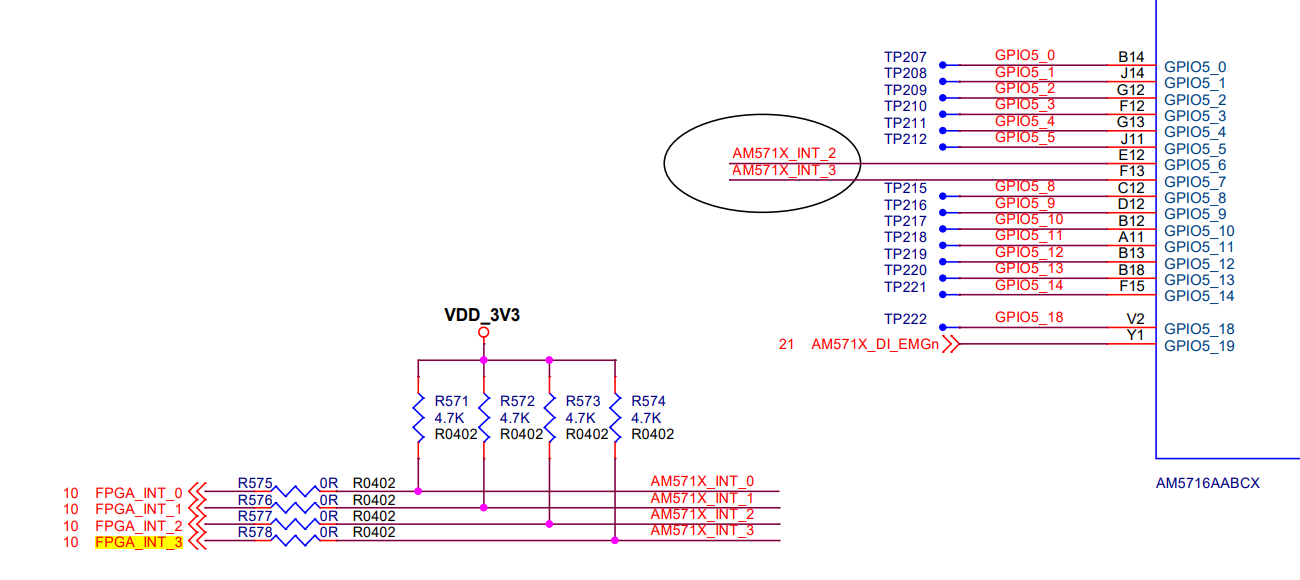 TP207 GPIO5_0 B14 GPIO5_0
TP208 GPIO5_1 J14 GPIO5_1
TP209 GPIO5_2 G12 GPIO5_2
TP210 GPIO5_3 F12 GPIO5_3
TP211 GPIO5_4 G13 GPIO5_4
TP212 GPIO5_5 J11 GPIO5_5
AM571X_INT_2 E12 GPIO5_6
AM571X_INT_3 F13 GPIO5_7
TP215 GPIO5_8 C12 GPIO5_8
TP216 GPIO5_9 D12 GPIO5_9
TP217 GPIO5_10 B12 GPIO5_10
TP218 GPIO5_11 A11 GPIO5_11
TP219 GPIO5_12 B13 GPIO5_12
TP220 GPIO5_13 B18 GPIO5_13
TP221 GPIO5_14 F15 GPIO5_14
TP222 GPIO5_18 V2 GPIO5_18
21 AM571X_DI_EMGn Y1 GPIO5_19
AM5716AABCX
VDD_3V3
R571 R572 R573 R574
4.7K 4.7K 4.7K 4.7K
R0402 R0402 R0402 R0402
10 FPGA_INT_0 R575 0R R0402 AM571X_INT_0
10 FPGA_INT_1 R576 0R R0402 AM571X_INT_1
10 FPGA_INT_2 R577 0R R0402 AM571X_INT_2
10 FPGA_INT_3 R578 0R R0402 AM571X_INT_3